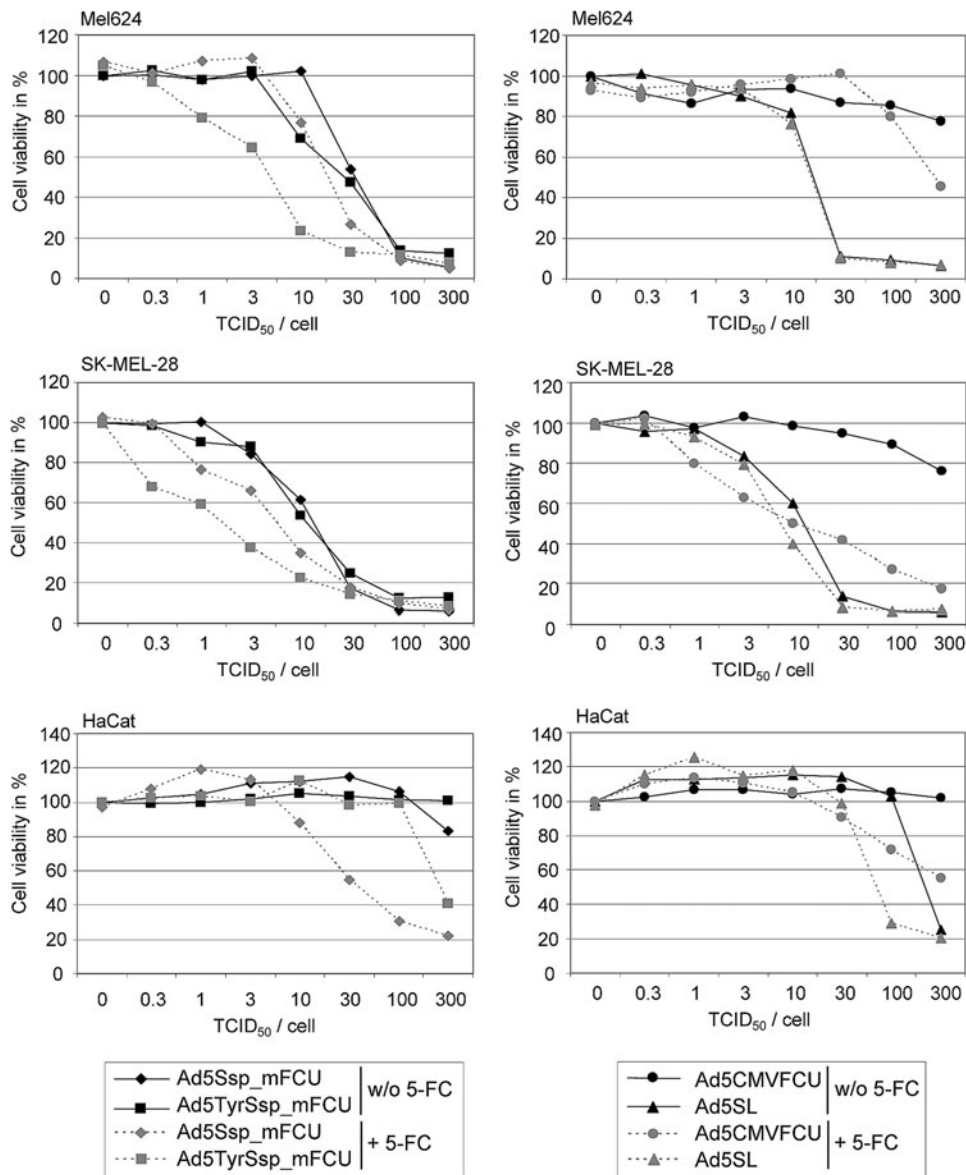 Mel624
120
100
80
60
40
20
0
Cell viability in %
0 0.3 1 3 10 30 100 300
TCID50 / cell
Mel624
120
100
80
60
40
20
0
Cell viability in %
0 0.3 1 3 10 30 100 300
TCID50 / cell
SK-MEL-28
120
100
80
60
40
20
0
Cell viability in %
0 0.3 1 3 10 30 100 300
TCID50 / cell
SK-MEL-28
120
100
80
60
40
20
0
Cell viability in %
0 0.3 1 3 10 30 100 300
TCID50 / cell
HaCat
140
120
100
80
60
40
20
0
Cell viability in %
0 0.3 1 3 10 30 100 300
TCID50 / cell
HaCat
140
120
100
80
60
40
20
0
Cell viability in %
0 0.3 1 3 10 30 100 300
TCID50 / cell
Ad5Ssp_mFCU
Ad5TyrSsp_mFCU
w/o 5-FC
Ad5Ssp_mFCU
Ad5TyrSsp_mFCU
+ 5-FC
Ad5CMVFCU
Ad5SL
w/o 5-FC
Ad5CMVFCU
Ad5SL
+ 5-FC